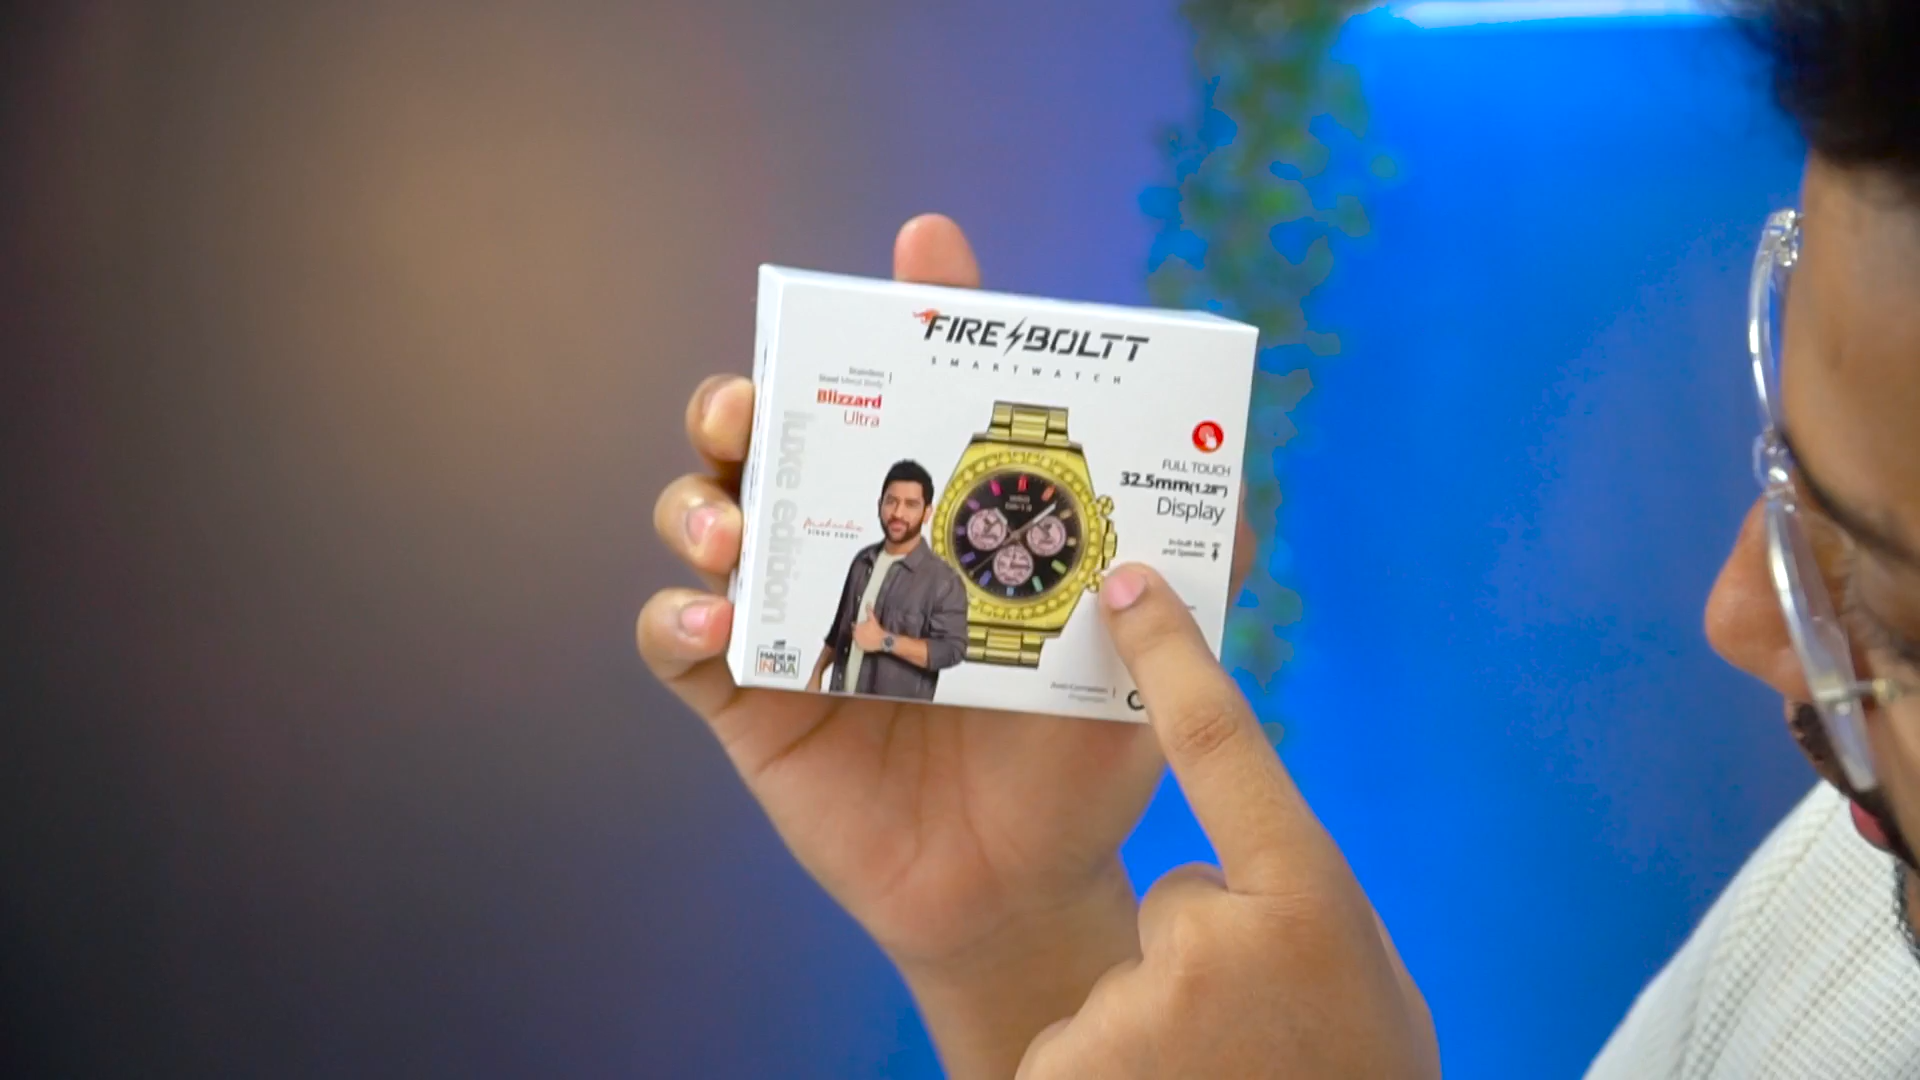 FIRE BOLTT
SMARTWATCH
Stainless
Steel Metal Body
Blizzard
Ultra
luxe edition
FULL TOUCH
32.5mm(1.28")
Display
In-built Mic
and Speaker
MADE IN
INDIA